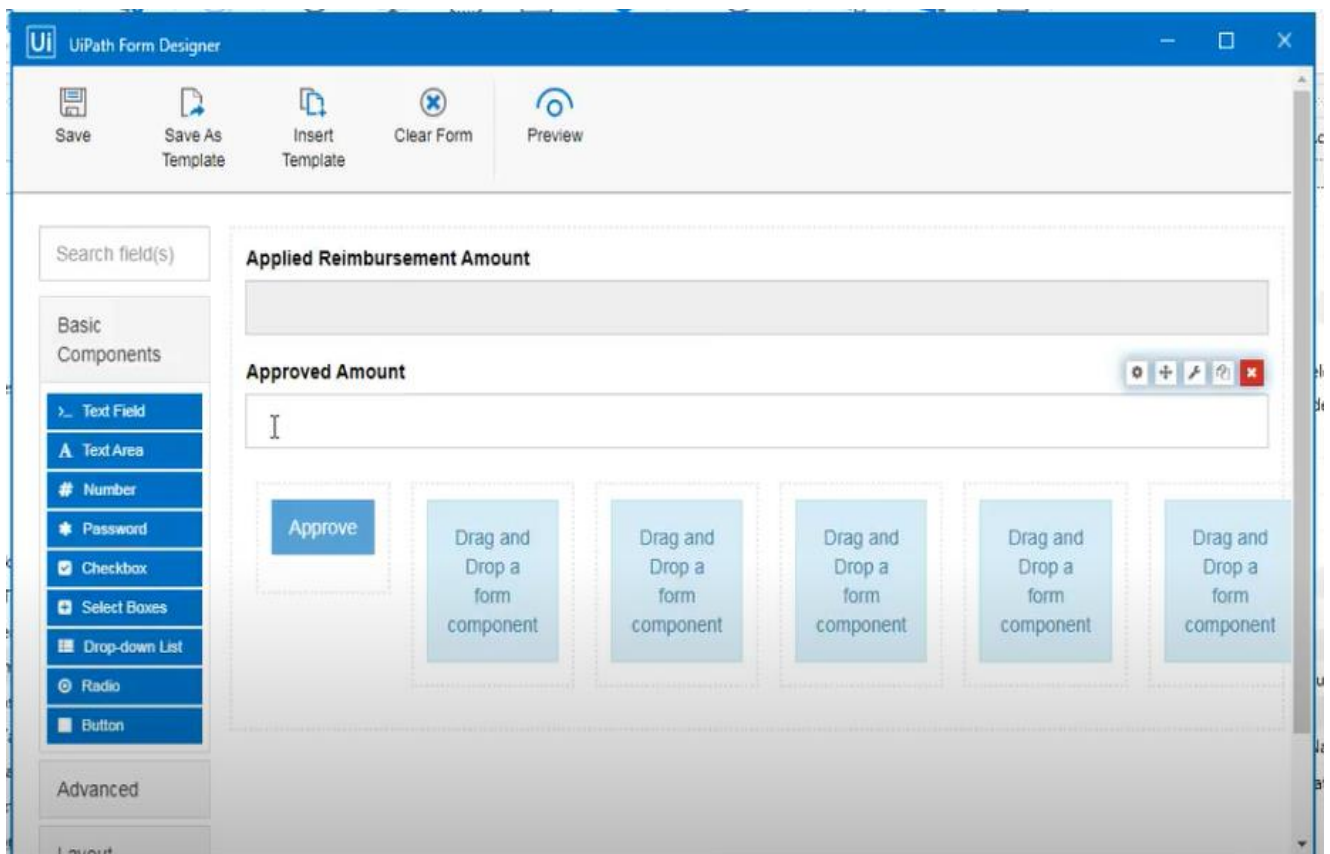 Ui UiPath Form Designer
Save
Save As
Template
Insert
Template
Clear Form
Preview
Search field(s)
Basic
Components
Text Field
A Text Area
# Number
Password
Checkbox
Select Boxes
Drop-down List
Radio
Button
Advanced
Layout
Applied Reimbursement Amount
Approved Amount
Approve
Drag and
Drop a
form
component
Drag and
Drop a
form
component
Drag and
Drop a
form
component
Drag and
Drop a
form
component
Drag and
Drop a
form
component